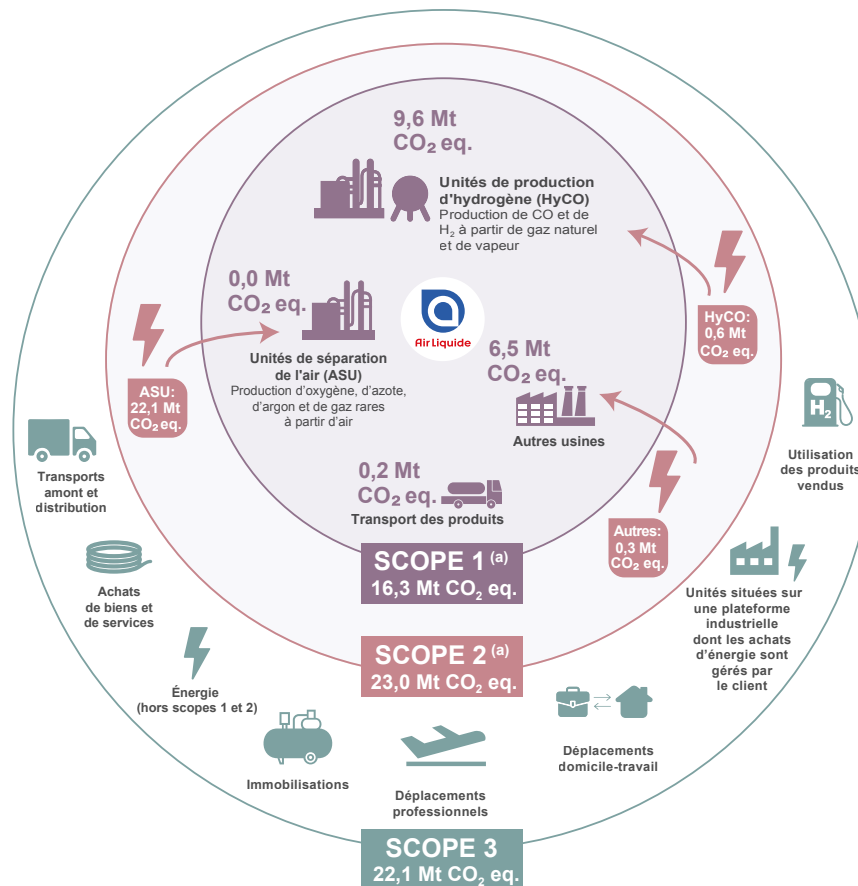 9,6 Mt
CO₂ eq.
Unités de production
d'hydrogène (HyCO)
Production de CO et de
H₂ à partir de gaz naturel
et de vapeur
0,0 Mt
CO₂ eq.
HyCO:
0,6 Mt
CO₂ eq.
Air Liquide
Unités de séparation
de l'air (ASU)
Production d'oxygène, d'azote,
d'argon et de gaz rares
à partir d'air
6,5 Mt
CO₂ eq.
Autres usines
ASU:
22,1 Mt
CO₂ eq.
H₂
Utilisation
des produits
vendus
Transports
amont et
distribution
0,2 Mt
CO₂ eq.
Transport des produits
Autres:
0,3 Mt
CO₂ eq.
SCOPE 1 (a)
16,3 Mt CO₂ eq.
Achats
de biens et
de services
Unités situées sur
une plateforme
industrielle
dont les achats
d'énergie sont
gérés par
le client
SCOPE 2 (a)
23,0 Mt CO₂ eq.
Énergie
(hors scopes 1 et 2)
Immobilisations
Déplacements
professionnels
Déplacements
domicile-travail
SCOPE 3
22,1 Mt CO₂ eq.